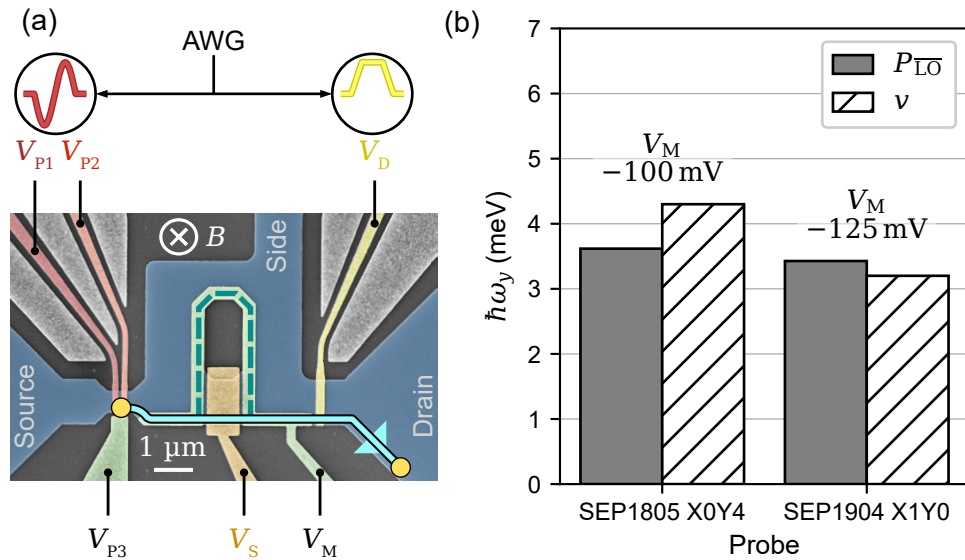 (a)
AWG
V_P1 V_P2
V_D
B
Side
Source
Drain
1 μm
V_P3
V_S
V_M
(b)
7
6
5
4
3
2
1
0
ħω_y (meV)
P_L̅O̅
ν
V_M
−100 mV
V_M
−125 mV
SEP1805 X0Y4
SEP1904 X1Y0
Probe